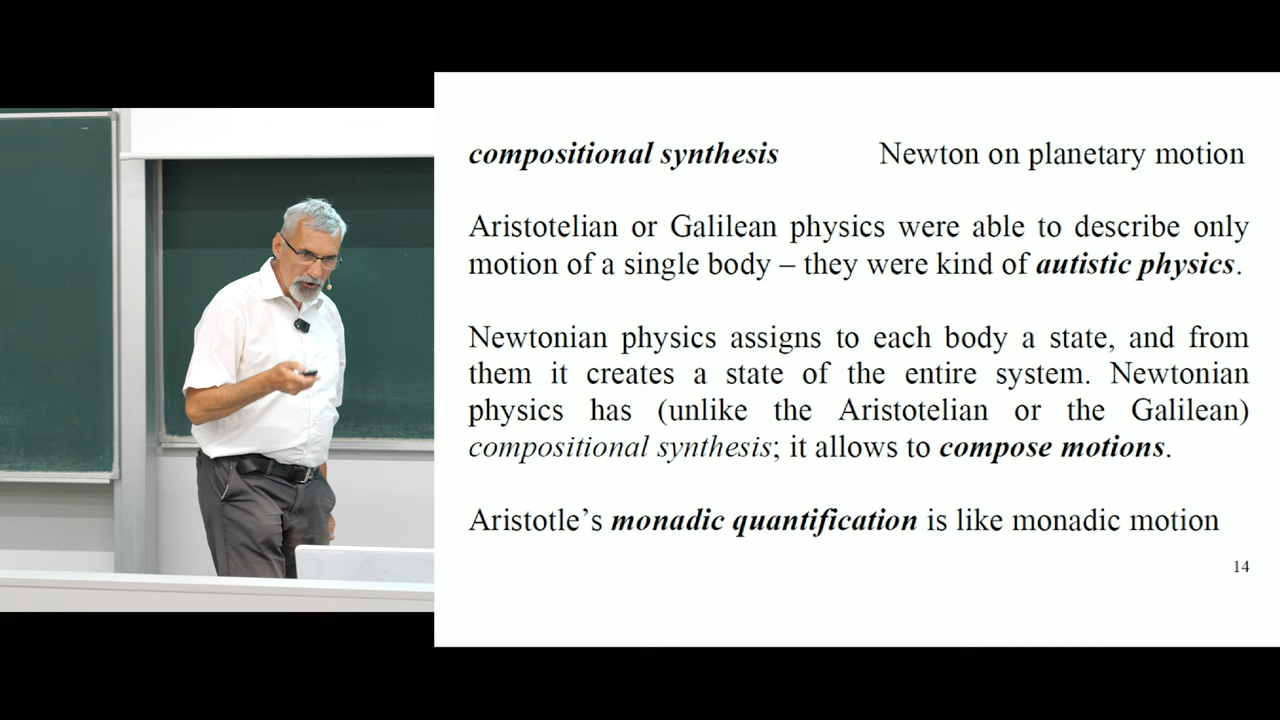 compositional synthesis Newton on planetary motion
Aristotelian or Galilean physics were able to describe only
motion of a single body – they were kind of autistic physics.
Newtonian physics assigns to each body a state, and from
them it creates a state of the entire system. Newtonian
physics has (unlike the Aristotelian or the Galilean)
compositional synthesis; it allows to compose motions.
Aristotle’s monadic quantification is like monadic motion
14